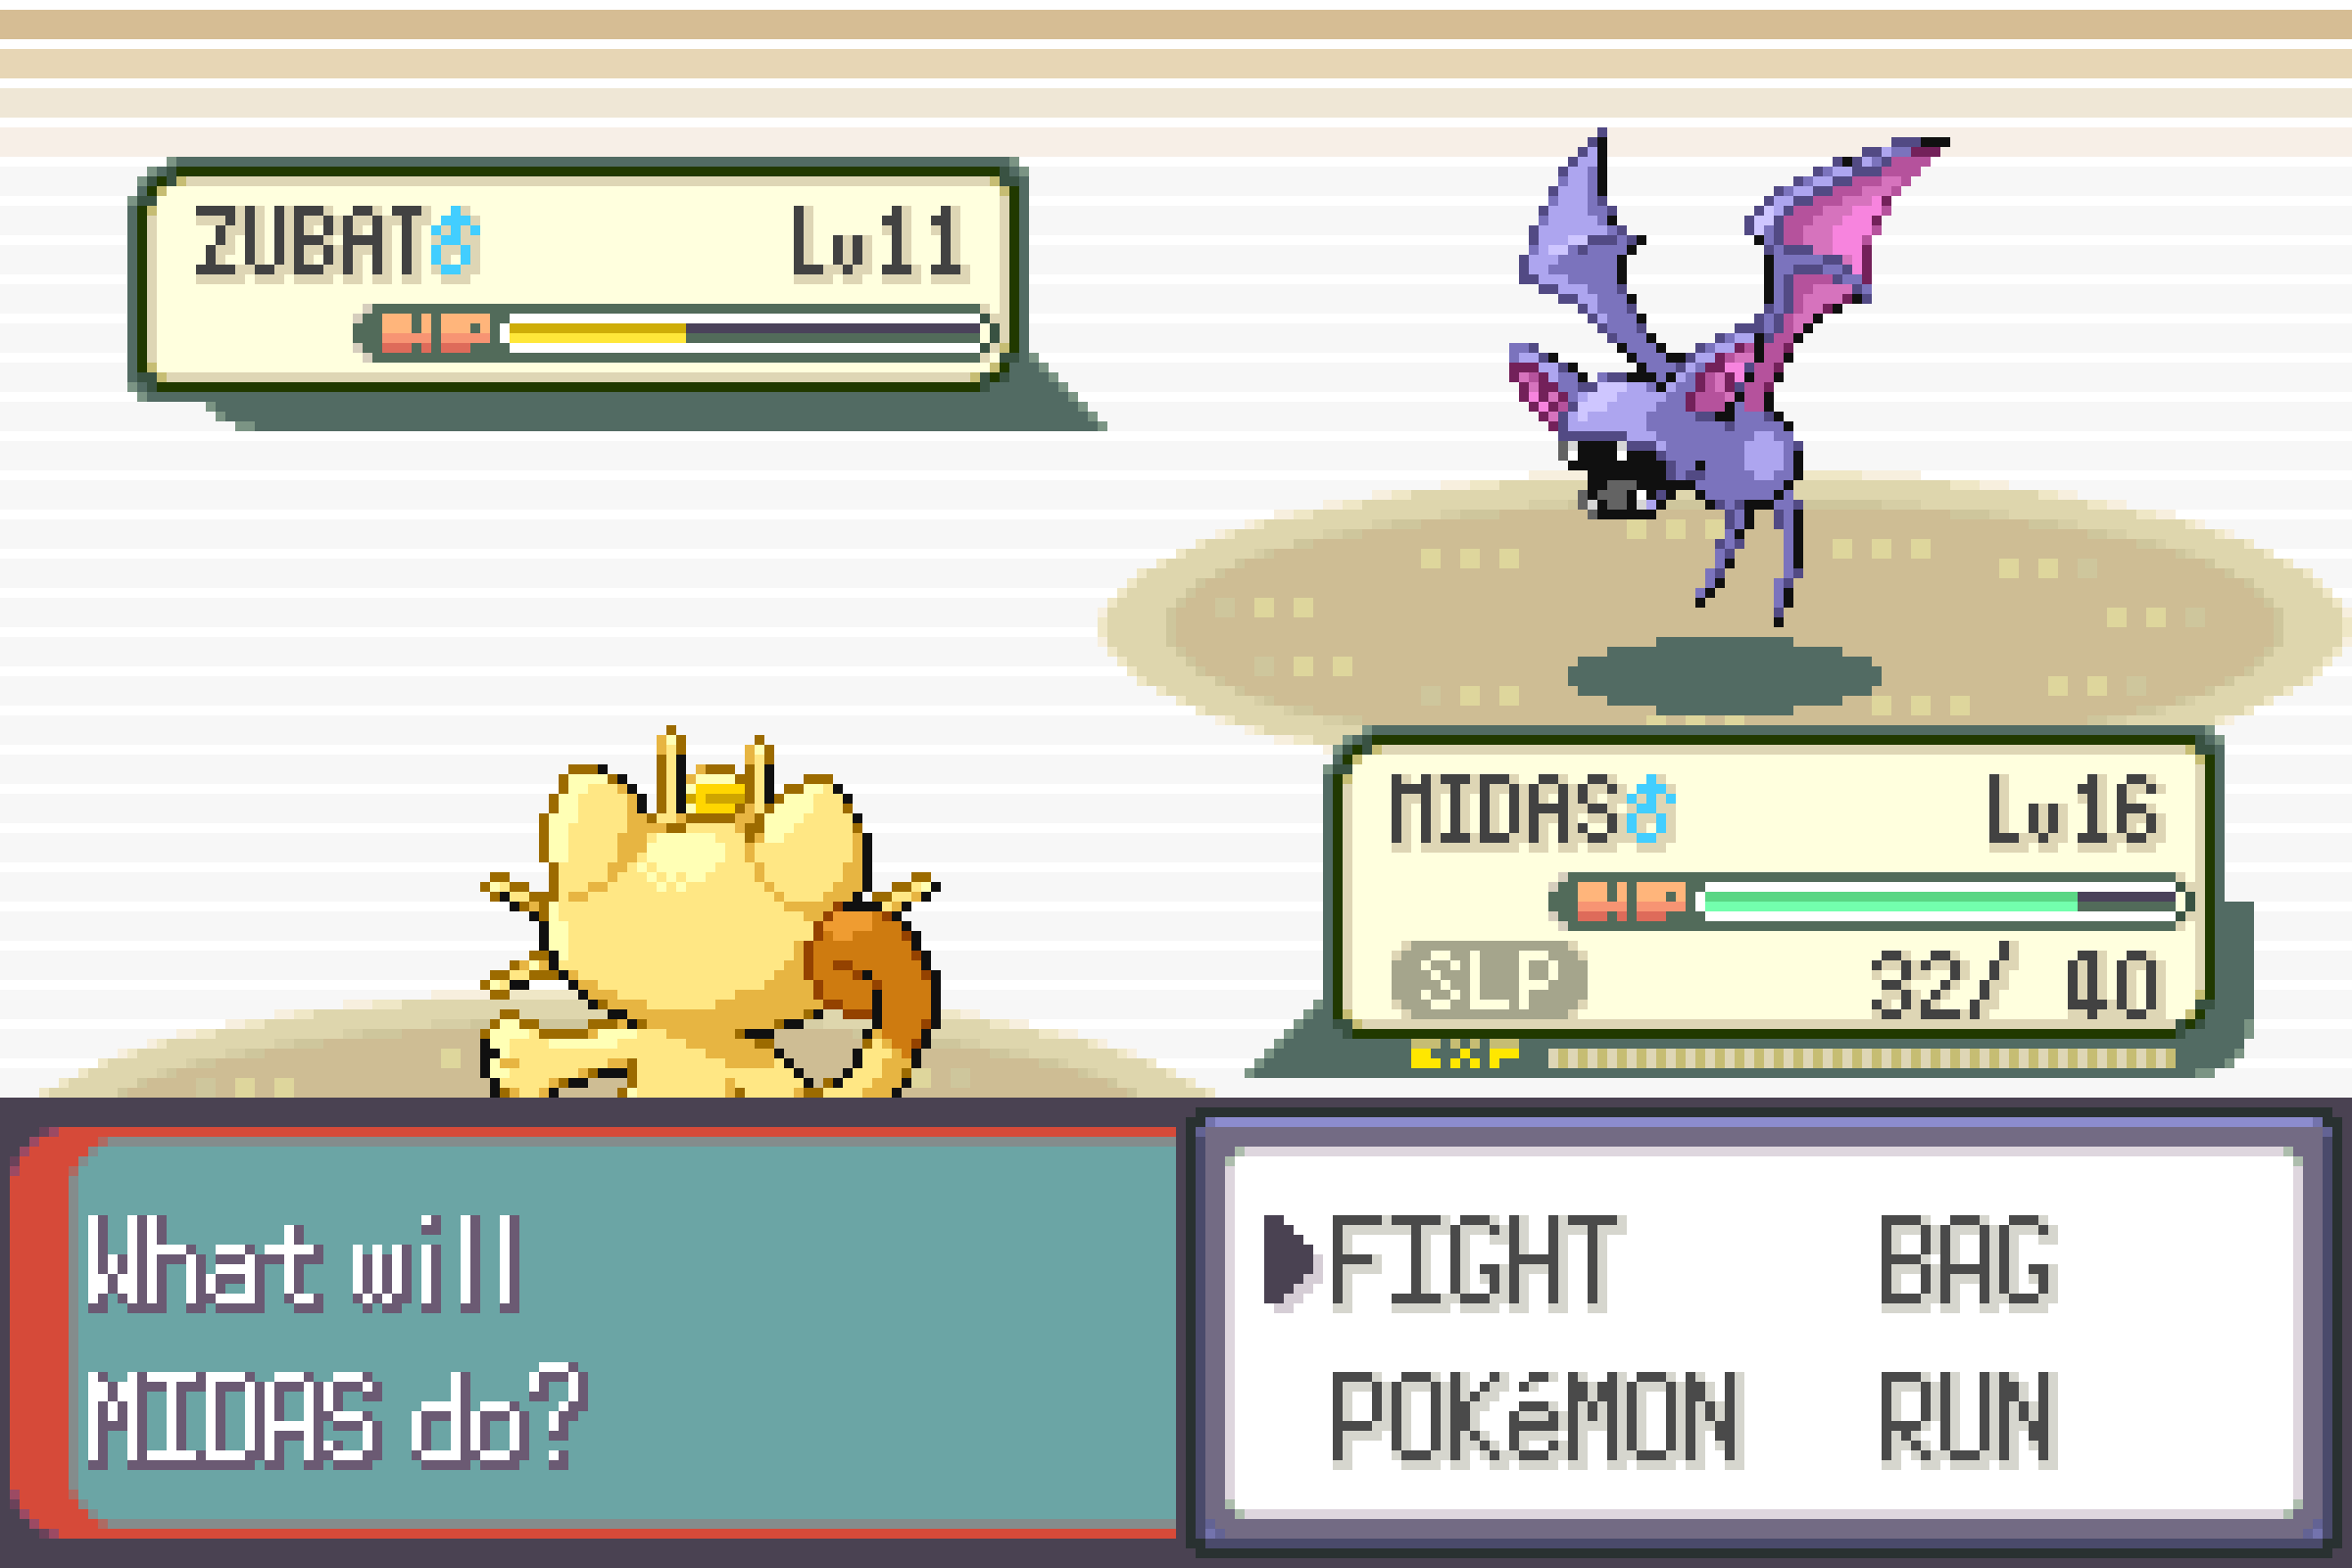 ZUBAT♂ Lv11
HP
MIDAS♂ Lv16
HP
SLP 32/ 40
EXP
What will
MIDAS do?
▶FIGHT BAG
POKéMON RUN